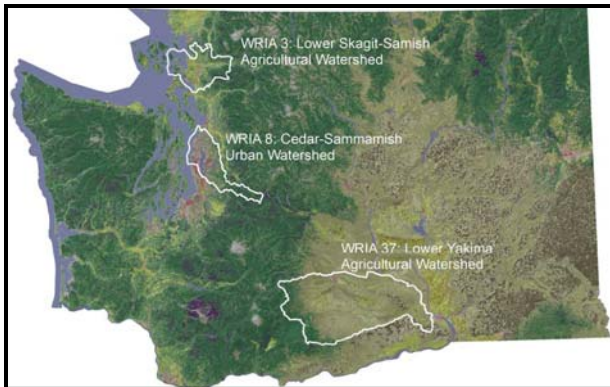 WRIA 3: Lower Skagit-Samish
Agricultural Watershed
WRIA 8: Cedar-Sammamish
Urban Watershed
WRIA 37: Lower Yakima
Agricultural Watershed